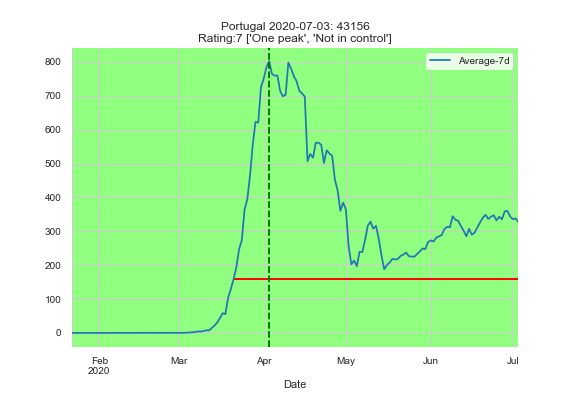 Portugal 2020-07-03: 43156
Rating:7 ['One peak', 'Not in control']
Average-7d
800
700
600
500
400
300
200
100
0
Feb Mar Apr May Jun Jul
2020
Date